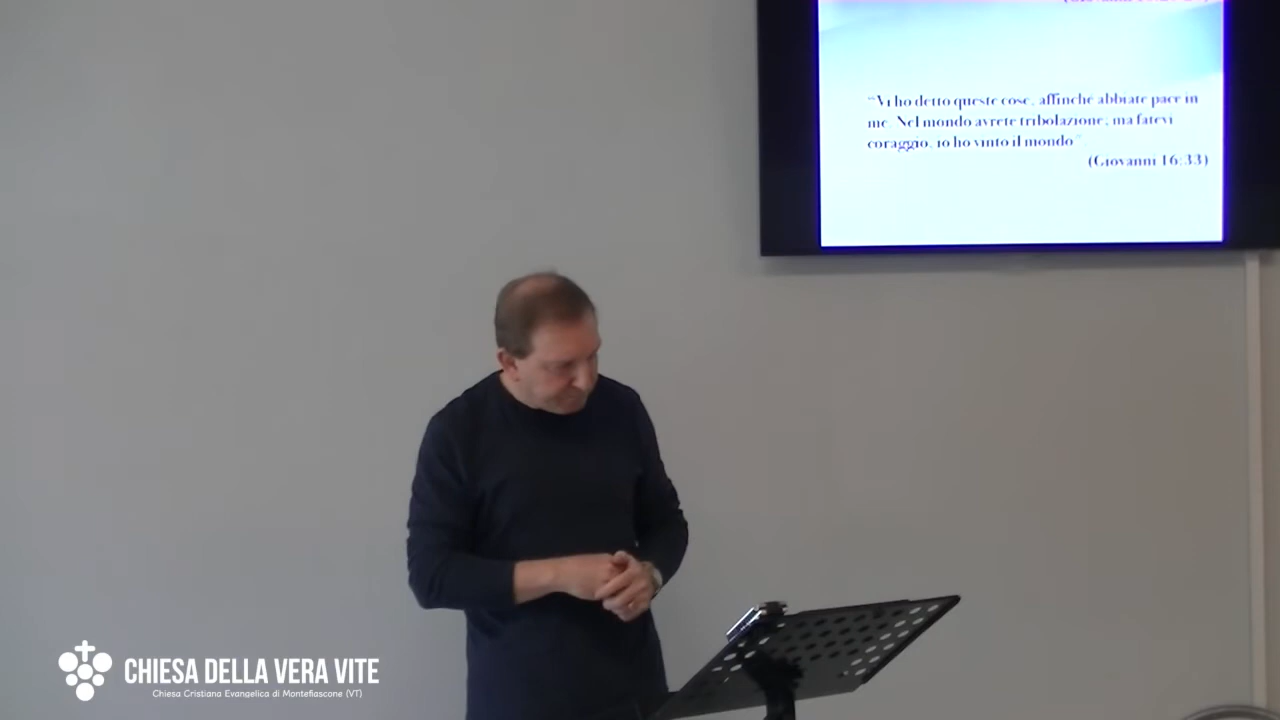 “Vi ho detto queste cose, affinché abbiate pace in
me. Nel mondo avrete tribolazione; ma fatevi
coraggio, io ho vinto il mondo”.
(Giovanni 16:33)
CHIESA DELLA VERA VITE
Chiesa Cristiana Evangelica di Montefiascone (VT)